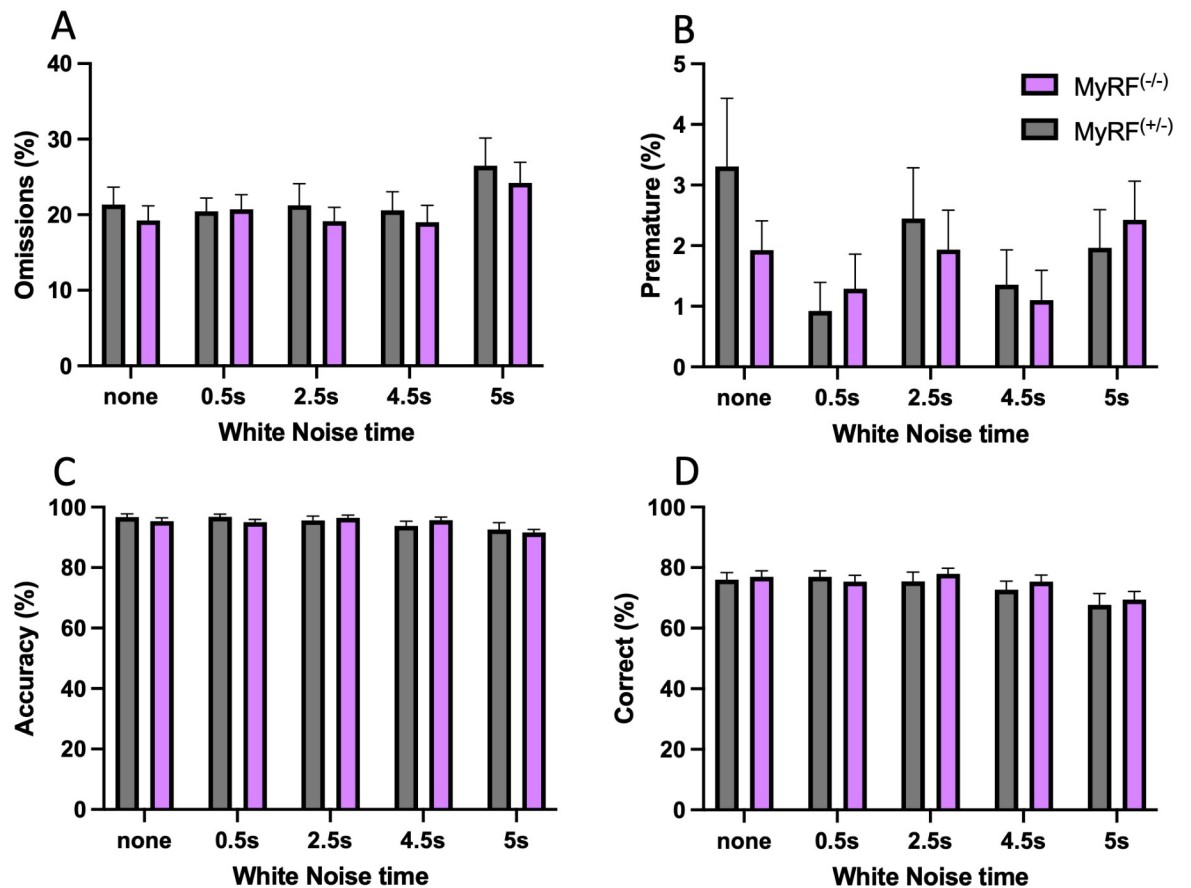 A
Omissions (%)
40
30
20
10
0
none 0.5s 2.5s 4.5s 5s
White Noise time
B
Premature (%)
5
4
3
2
1
0
none 0.5s 2.5s 4.5s 5s
White Noise time
MyRF(-/-)
MyRF(+/-)
C
Accuracy (%)
100
80
60
40
20
0
none 0.5s 2.5s 4.5s 5s
White Noise time
D
Correct (%)
100
80
60
40
20
0
none 0.5s 2.5s 4.5s 5s
White Noise time